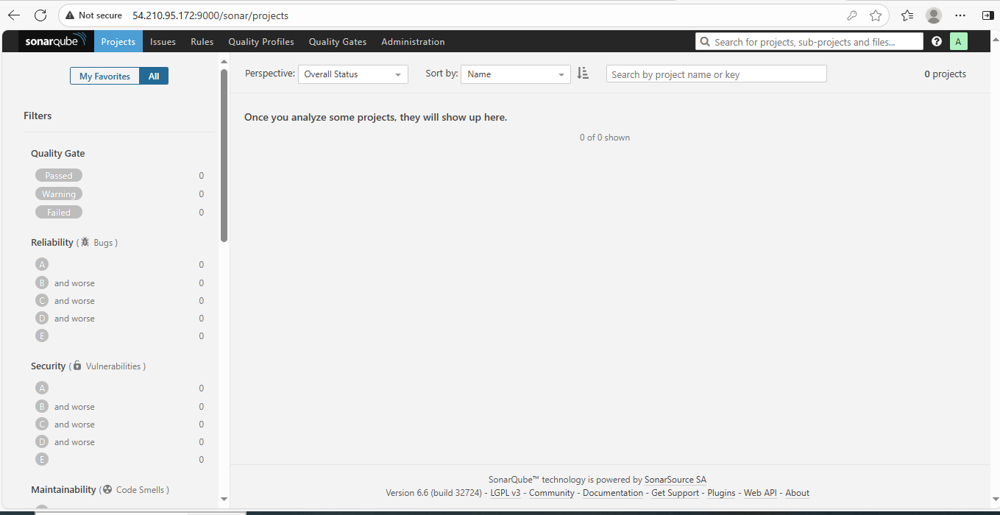 Not secure 54.210.95.172:9000/sonar/projects
sonarqube Projects Issues Rules Quality Profiles Quality Gates Administration Search for projects, sub-projects and files... ? A
My Favorites All
Perspective: Overall Status Sort by: Name Search by project name or key 0 projects
Filters
Once you analyze some projects, they will show up here.
0 of 0 shown
Quality Gate
Passed 0
Warning 0
Failed 0
Reliability ( Bugs )
A 0
B and worse 0
C and worse 0
D and worse 0
E 0
Security ( Vulnerabilities )
A 0
B and worse 0
C and worse 0
D and worse 0
E 0
Maintainability ( Code Smells )
SonarQube™ technology is powered by SonarSource SA
Version 6.6 (build 32724) - LGPL v3 - Community - Documentation - Get Support - Plugins - Web API - About